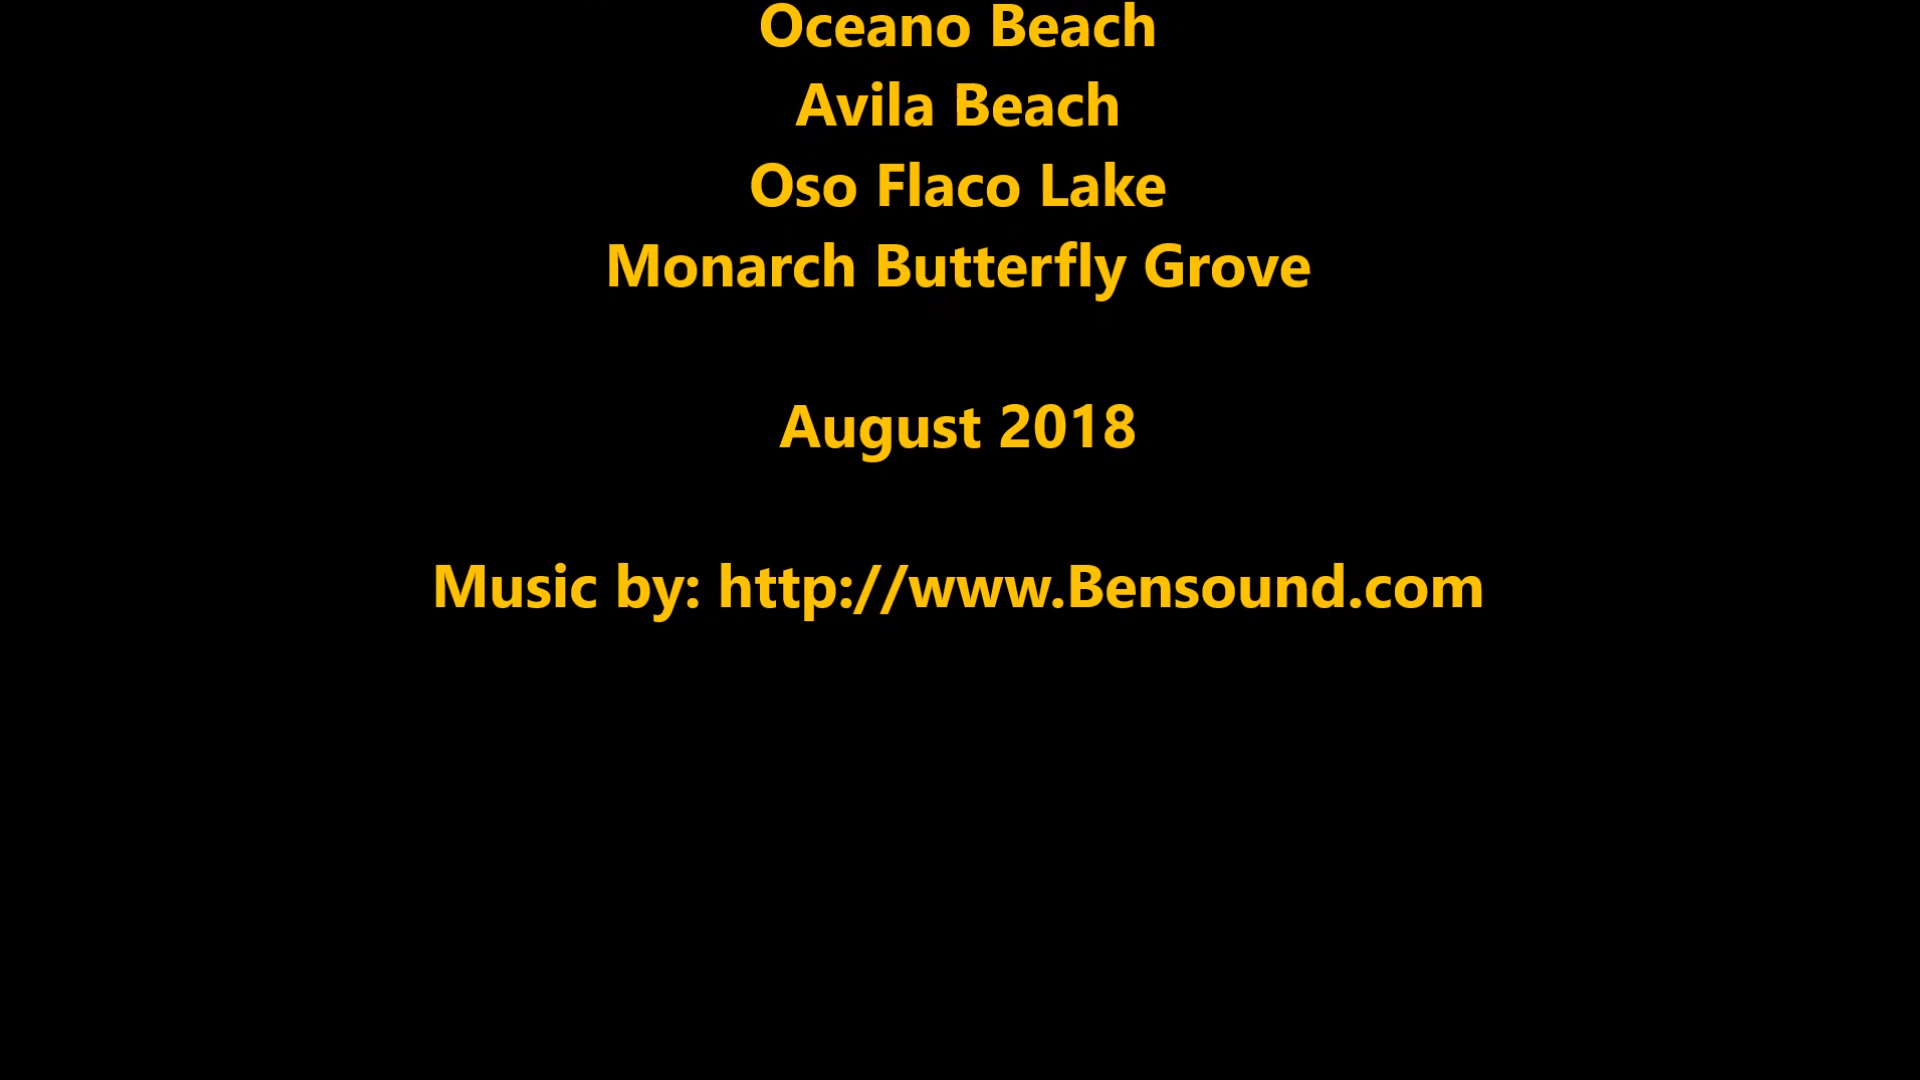 Oceano Beach
Avila Beach
Oso Flaco Lake
Monarch Butterfly Grove
August 2018
Music by: http://www.Bensound.com